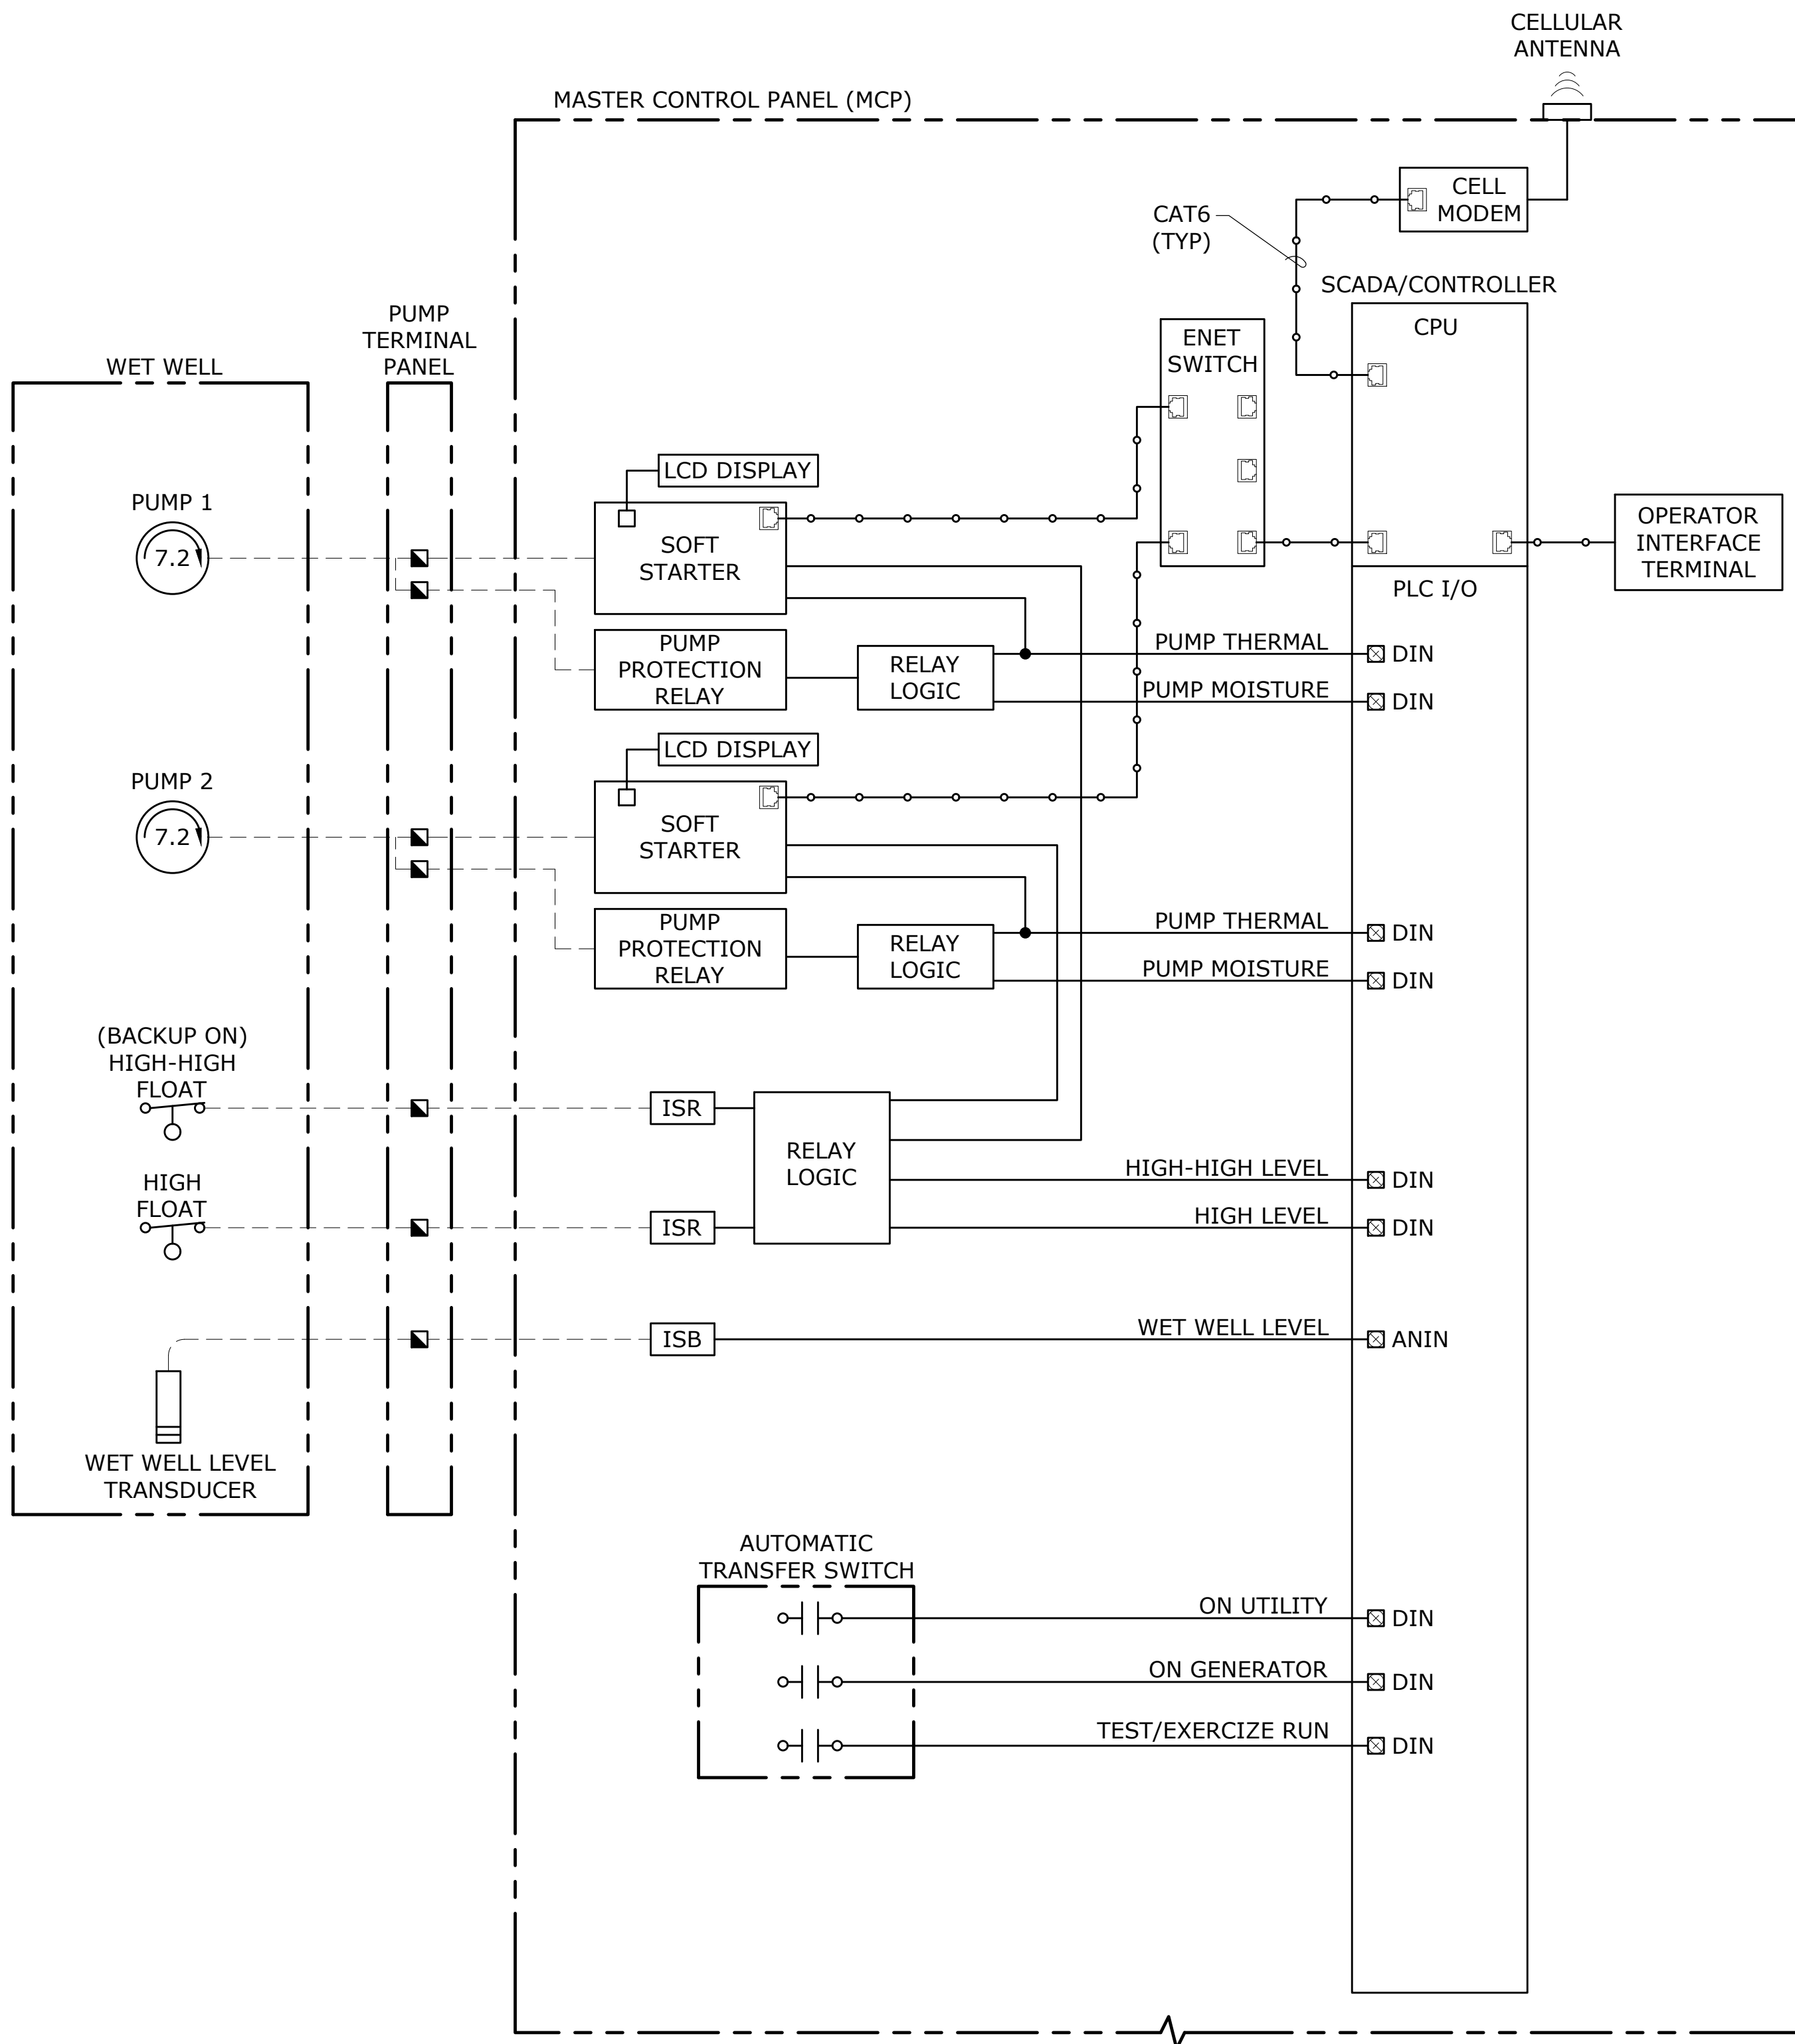 CELLULAR
ANTENNA
MASTER CONTROL PANEL (MCP)
CELL
MODEM
CAT6
(TYP)
SCADA/CONTROLLER
CPU
ENET
SWITCH
PUMP
TERMINAL
PANEL
WET WELL
LCD DISPLAY
PUMP 1
7.2
SOFT
STARTER
OPERATOR
INTERFACE
TERMINAL
PLC I/O
PUMP
PROTECTION
RELAY
RELAY
LOGIC
PUMP THERMAL
DIN
PUMP MOISTURE
DIN
LCD DISPLAY
PUMP 2
7.2
SOFT
STARTER
PUMP
PROTECTION
RELAY
RELAY
LOGIC
PUMP THERMAL
DIN
PUMP MOISTURE
DIN
(BACKUP ON)
HIGH-HIGH
FLOAT
ISR
RELAY
LOGIC
HIGH-HIGH LEVEL
DIN
HIGH
FLOAT
ISR
HIGH LEVEL
DIN
ISB
WET WELL LEVEL
ANIN
WET WELL LEVEL
TRANSDUCER
AUTOMATIC
TRANSFER SWITCH
ON UTILITY
DIN
ON GENERATOR
DIN
TEST/EXERCIZE RUN
DIN